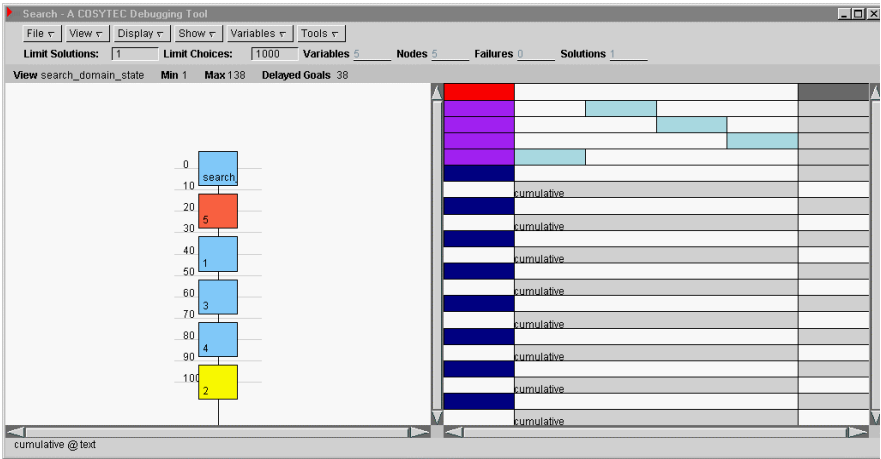 Search - A COSYTEC Debugging Tool
File View Display Show Variables Tools
Limit Solutions: 1 Limit Choices: 1000 Variables 5 Nodes 5 Failures 0 Solutions 1
View search_domain_state Min 1 Max 138 Delayed Goals 38
0
search_
10
20
5
30
40
1
50
60
3
70
80
4
90
100
2
cumulative
cumulative
cumulative
cumulative
cumulative
cumulative
cumulative
cumulative
cumulative @ text